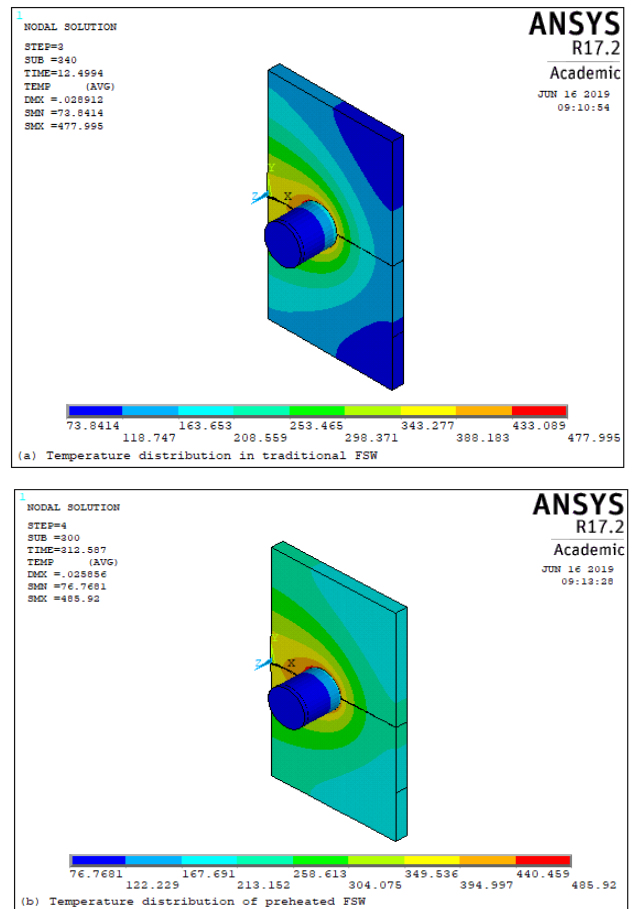 1
NODAL SOLUTION
STEP=3
SUB =340
TIME=12.4994
TEMP (AVG)
DMX =.028912
SMN =73.8414
SMX =477.995
ANSYS
R17.2
Academic
JUN 16 2019
09:10:54
Y
Z X
73.8414 163.653 253.465 343.277 433.089
118.747 208.559 298.371 388.183 477.995
(a) Temperature distribution in traditional FSW
1
NODAL SOLUTION
STEP=4
SUB =300
TIME=312.587
TEMP (AVG)
DMX =.025856
SMN =76.7681
SMX =485.92
ANSYS
R17.2
Academic
JUN 16 2019
09:13:28
Y
Z X
76.7681 167.691 258.613 349.536 440.459
122.229 213.152 304.075 394.997 485.92
(b) Temperature distribution of preheated FSW